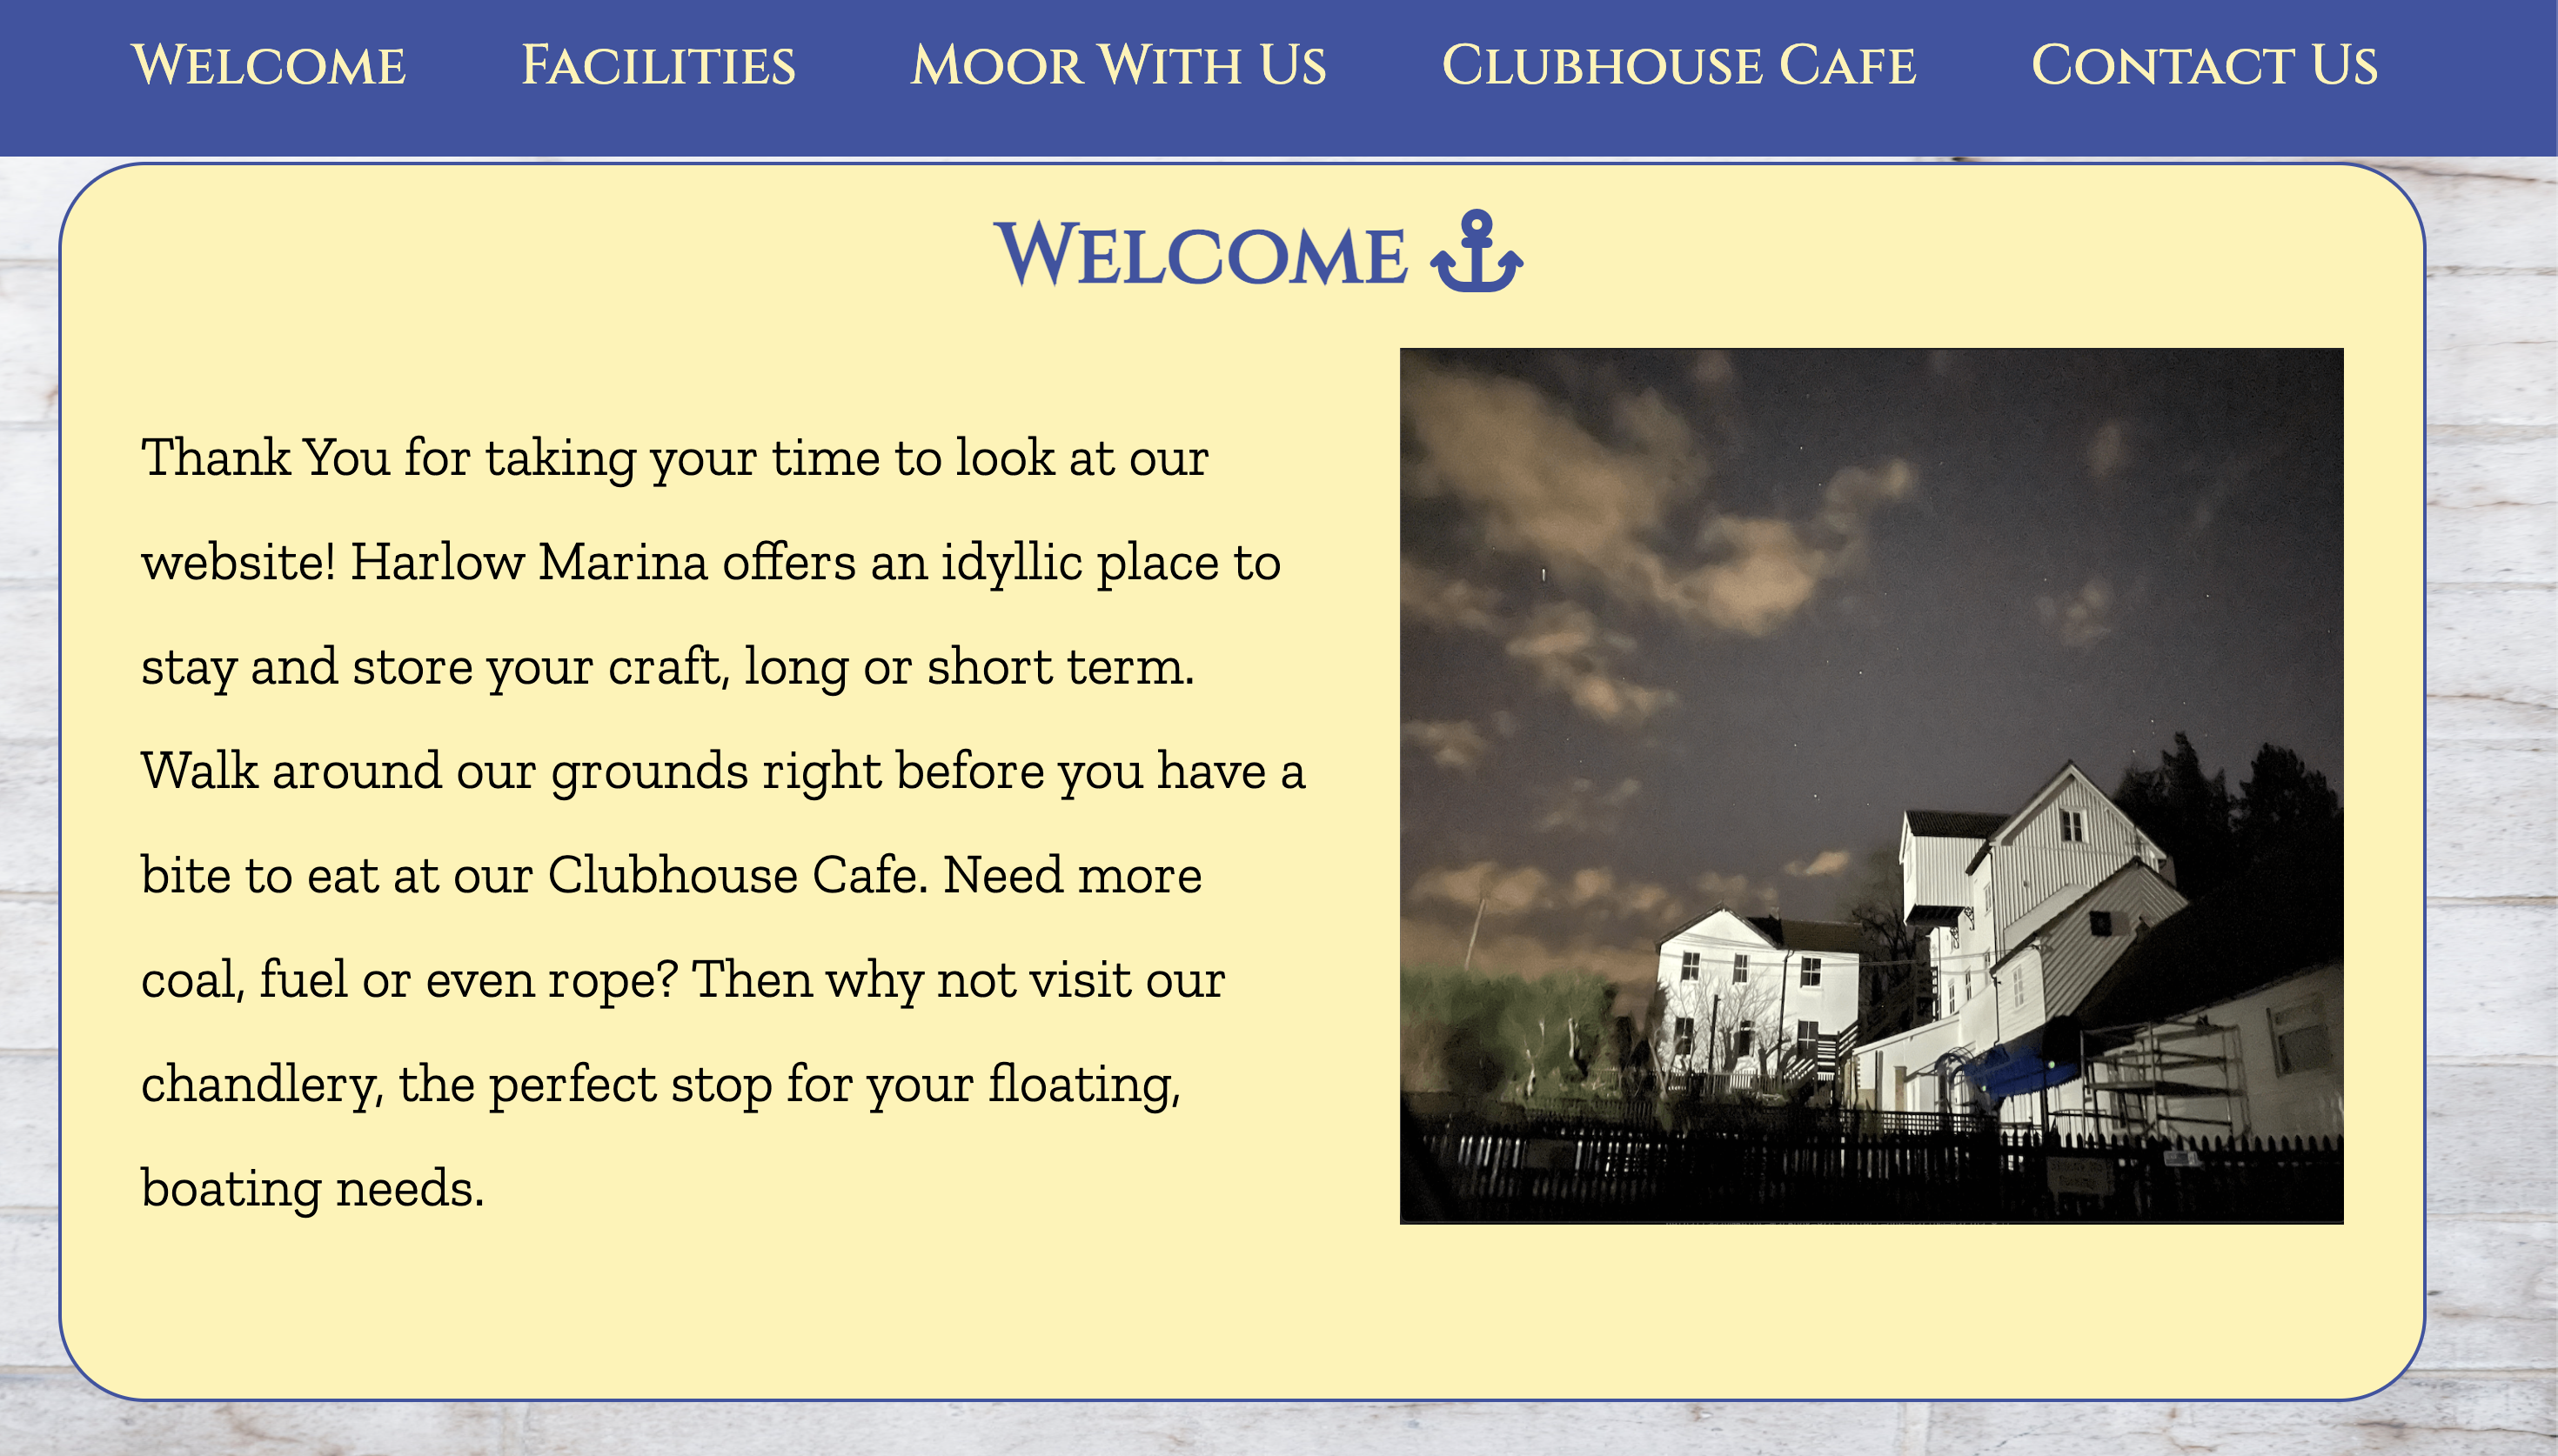 Welcome Facilities Moor With Us Clubhouse Cafe Contact Us
Welcome
Thank You for taking your time to look at our
website! Harlow Marina offers an idyllic place to
stay and store your craft, long or short term.
Walk around our grounds right before you have a
bite to eat at our Clubhouse Cafe. Need more
coal, fuel or even rope? Then why not visit our
chandlery, the perfect stop for your floating,
boating needs.